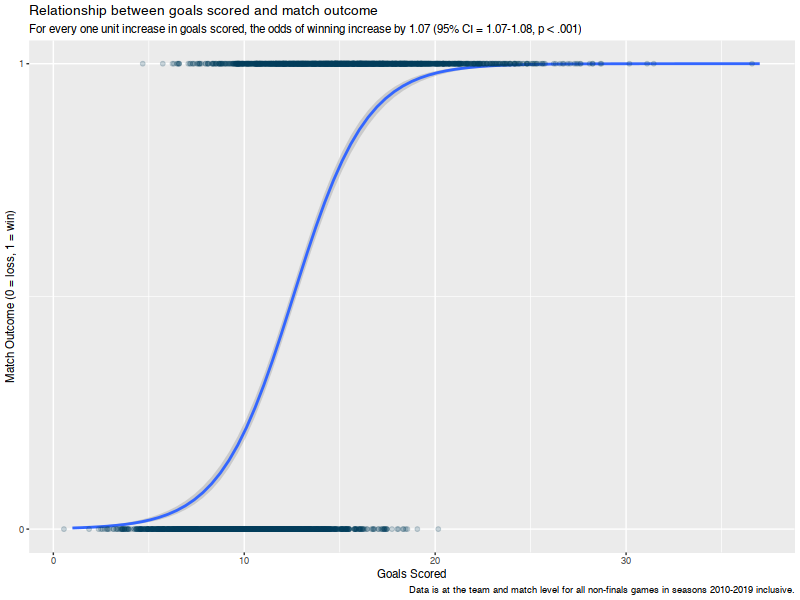 Relationship between goals scored and match outcome
For every one unit increase in goals scored, the odds of winning increase by 1.07 (95% CI = 1.07-1.08, p < .001)
Match Outcome (0 = loss, 1 = win)
1
0
0
10
20
30
Goals Scored
Data is at the team and match level for all non-finals games in seasons 2010-2019 inclusive.